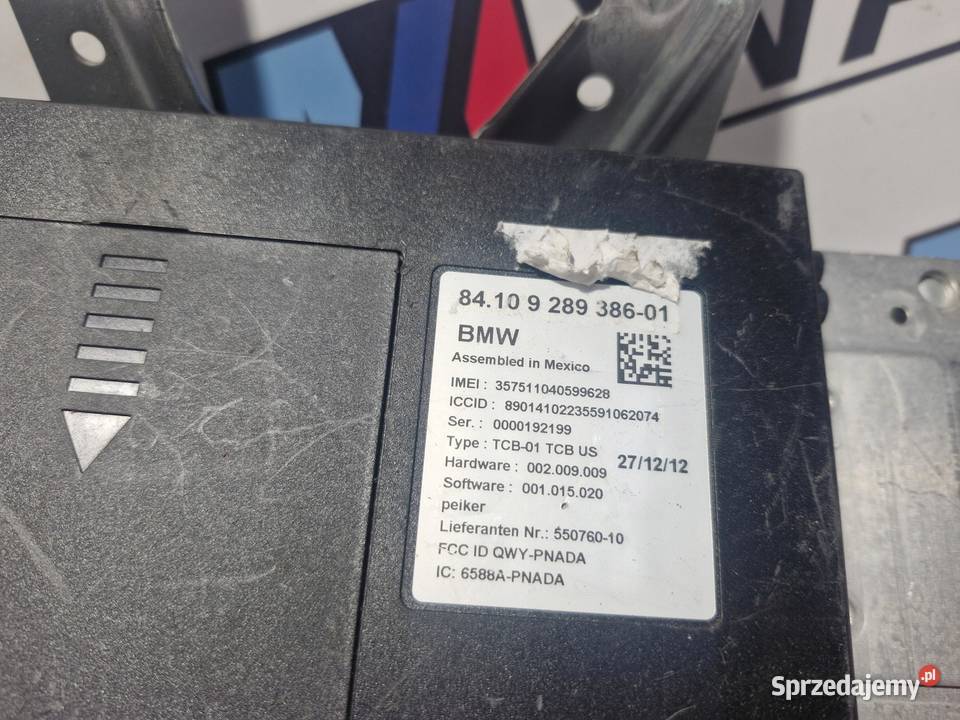 84.10 9 289 386-01
BMW
Assembled in Mexico
IMEI : 357511040599628
ICCID : 89014102235591062074
Ser. : 0000192199
Type : TCB-01 TCB US
27/12/12
Hardware : 002.009.009
Software : 001.015.020
peiker
Lieferanten Nr.: 550760-10
FCC ID QWY-PNADA
IC: 6588A-PNADA
Sprzedajemy.pl